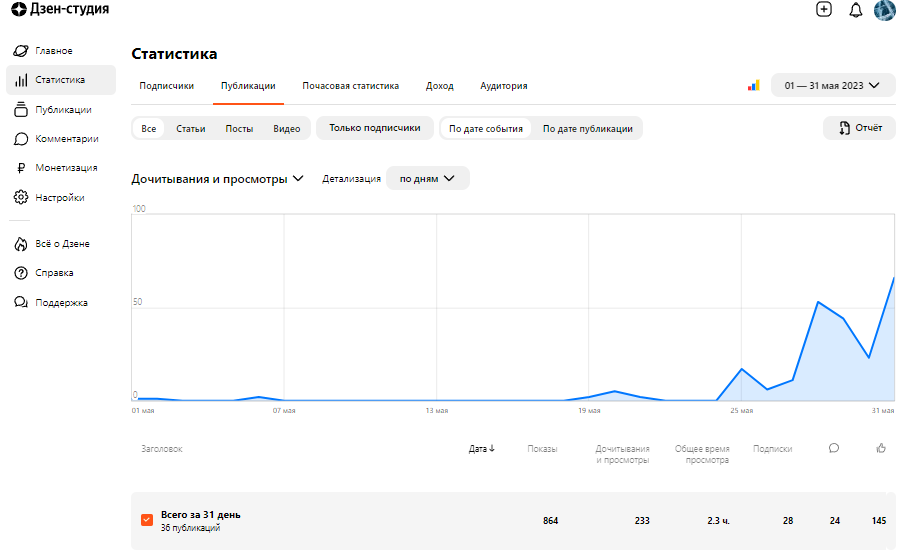 Дзен-студия
Главное
Статистика
Публикации
Комментарии
Монетизация
Настройки
Всё о Дзене
Справка
Поддержка
Статистика
Подписчики Публикации Почасовая статистика Доход Аудитория
01 — 31 мая 2023
Все Статьи Посты Видео Только подписчики По дате события По дате публикации Отчёт
Дочитывания и просмотры Детализация по дням
100
50
0
01 мая 07 мая 13 мая 19 мая 25 мая 31 мая
Заголовок Дата↓ Показы Дочитывания и просмотры Общее время просмотра Подписки
Всего за 31 день
36 публикаций
864 233 2.3 ч. 28 24 145